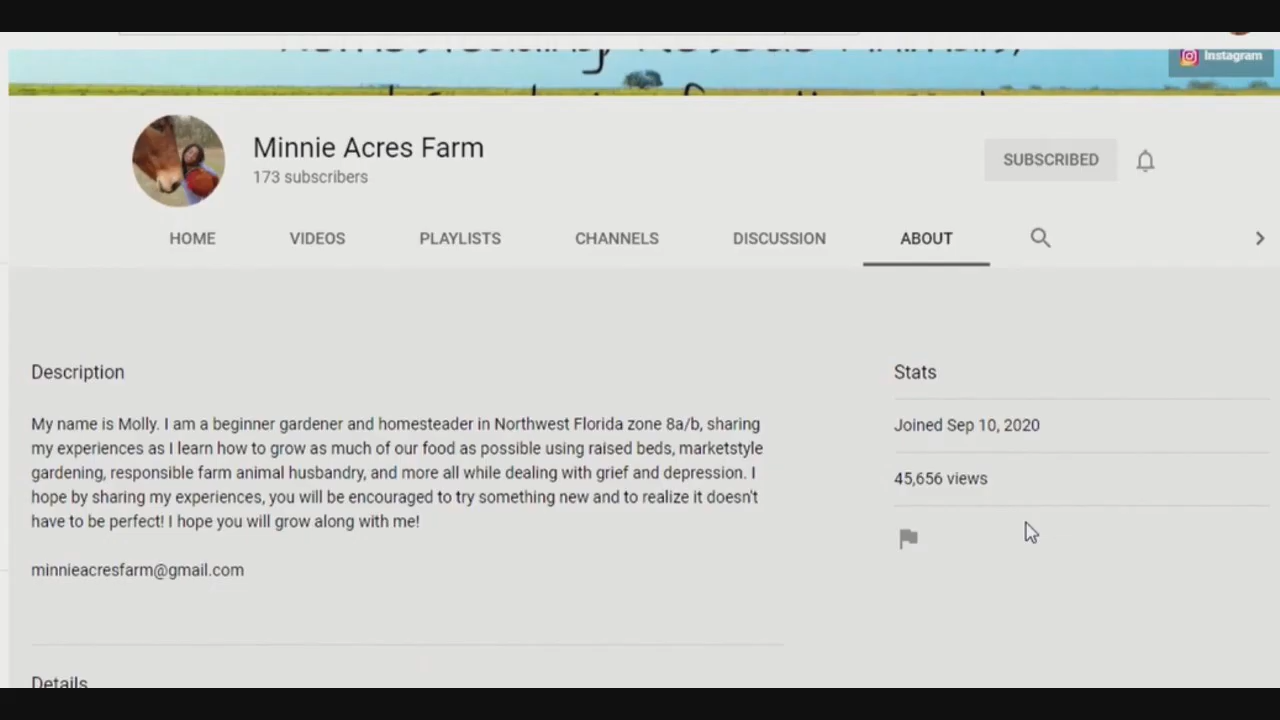 Instagram
Minnie Acres Farm
173 subscribers
SUBSCRIBED
HOME VIDEOS PLAYLISTS CHANNELS DISCUSSION ABOUT
Description
My name is Molly. I am a beginner gardener and homesteader in Northwest Florida zone 8a/b, sharing
my experiences as I learn how to grow as much of our food as possible using raised beds, marketstyle
gardening, responsible farm animal husbandry, and more all while dealing with grief and depression. I
hope by sharing my experiences, you will be encouraged to try something new and to realize it doesn't
have to be perfect! I hope you will grow along with me!
minnieacresfarm@gmail.com
Stats
Joined Sep 10, 2020
45,656 views
Details